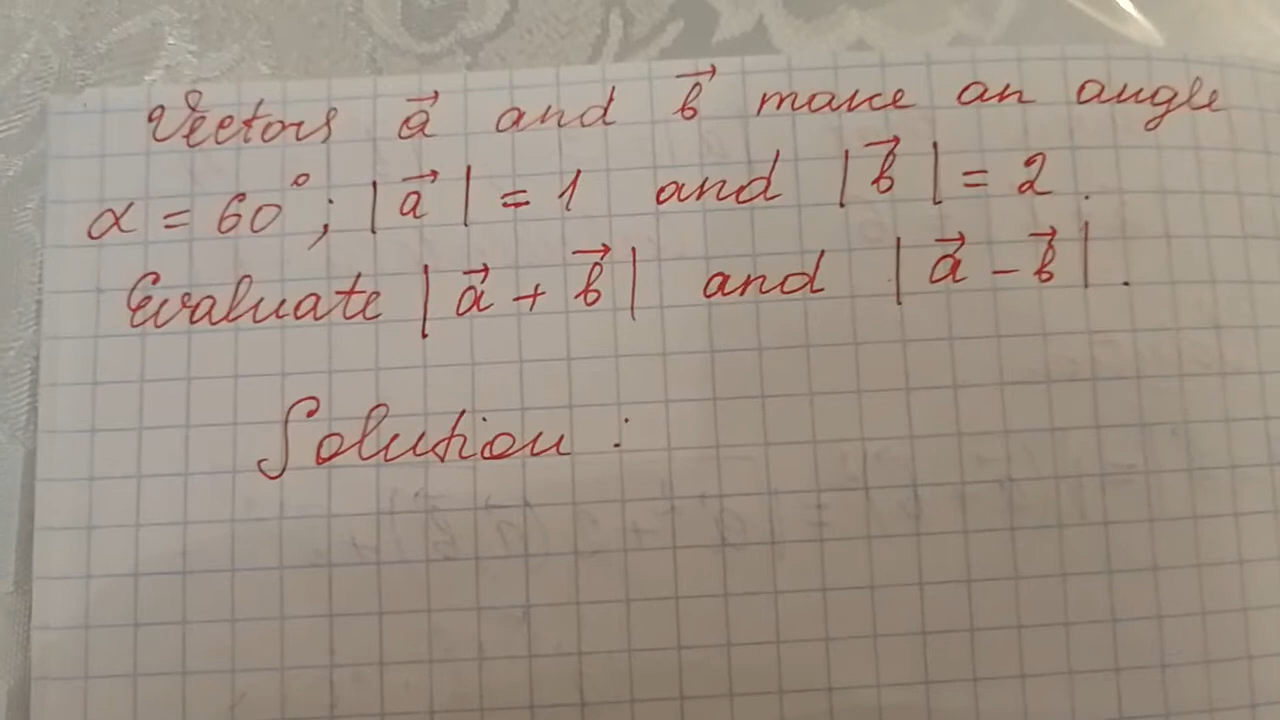 Vectors a⃗ and b⃗ make an angle
α = 60°; |a⃗| = 1 and |b⃗| = 2.
Evaluate |a⃗ + b⃗| and |a⃗ − b⃗|.
Solution: